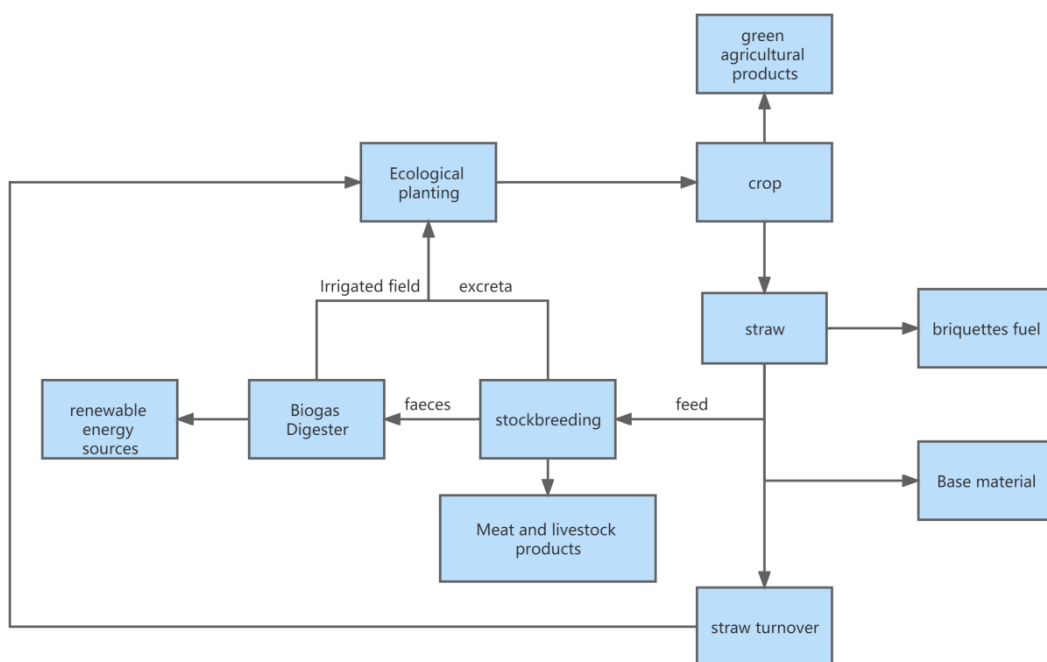 green
agricultural
products
Ecological
planting
crop
Irrigated field
excreta
straw
briquettes fuel
renewable
energy
sources
Biogas
Digester
faeces
stockbreeding
feed
Base material
Meat and livestock
products
straw turnover